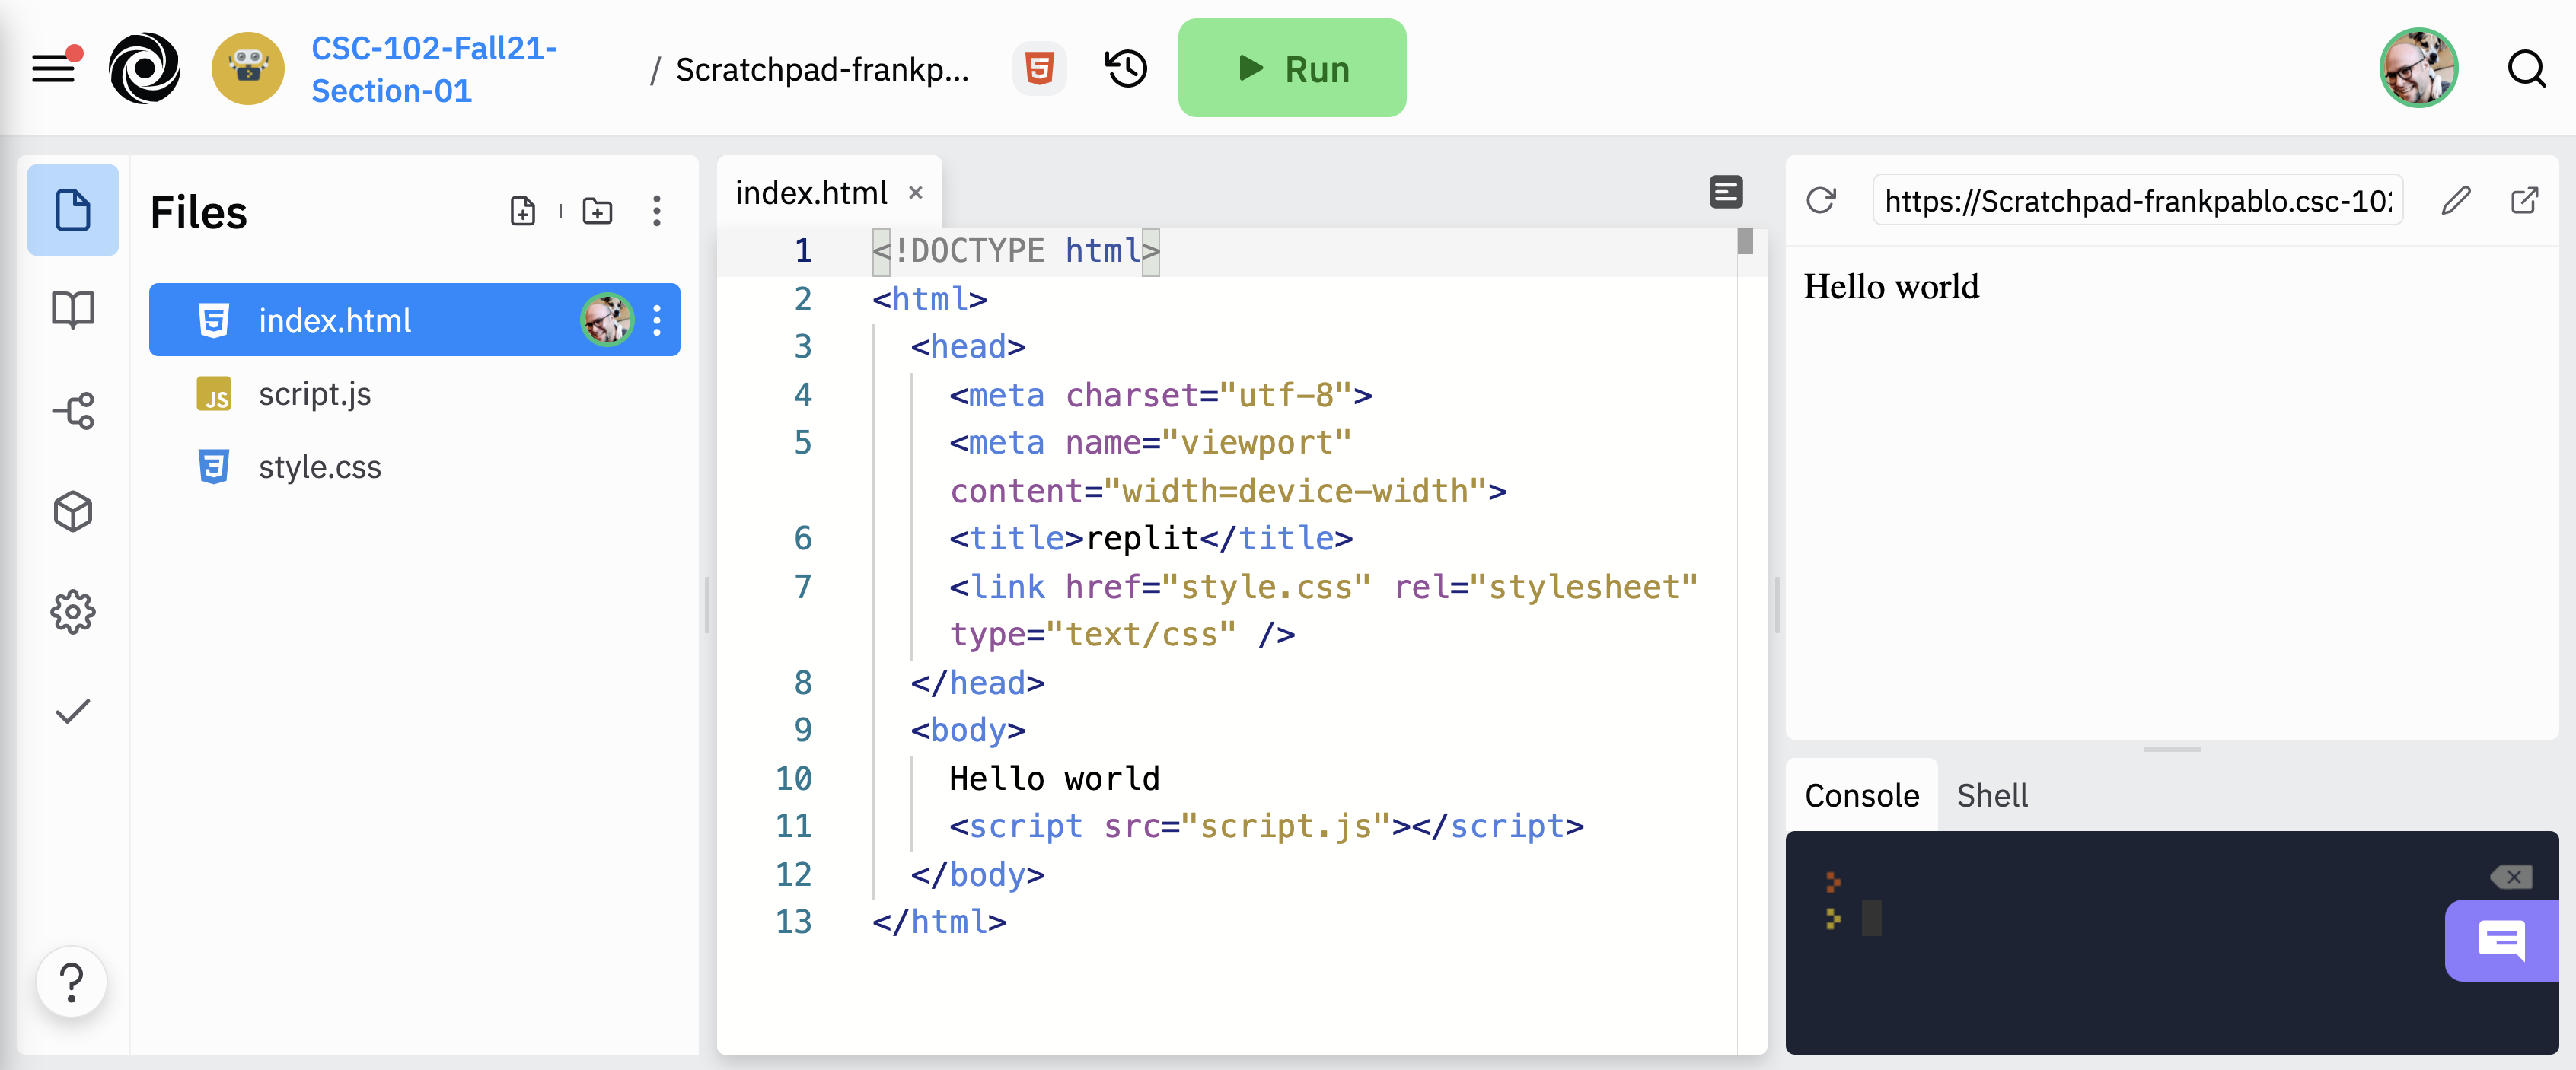 CSC-102-Fall21-
Section-01
/ Scratchpad-frankp...
Run
Files
index.html
script.js
style.css
index.html
1 <!DOCTYPE html>
2 <html>
3 <head>
4 <meta charset="utf-8">
5 <meta name="viewport"
content="width=device-width">
6 <title>replit</title>
7 <link href="style.css" rel="stylesheet"
type="text/css" />
8 </head>
9 <body>
10 Hello world
11 <script src="script.js"></script>
12 </body>
13 </html>
https://Scratchpad-frankpablo.csc-10
Hello world
Console
Shell